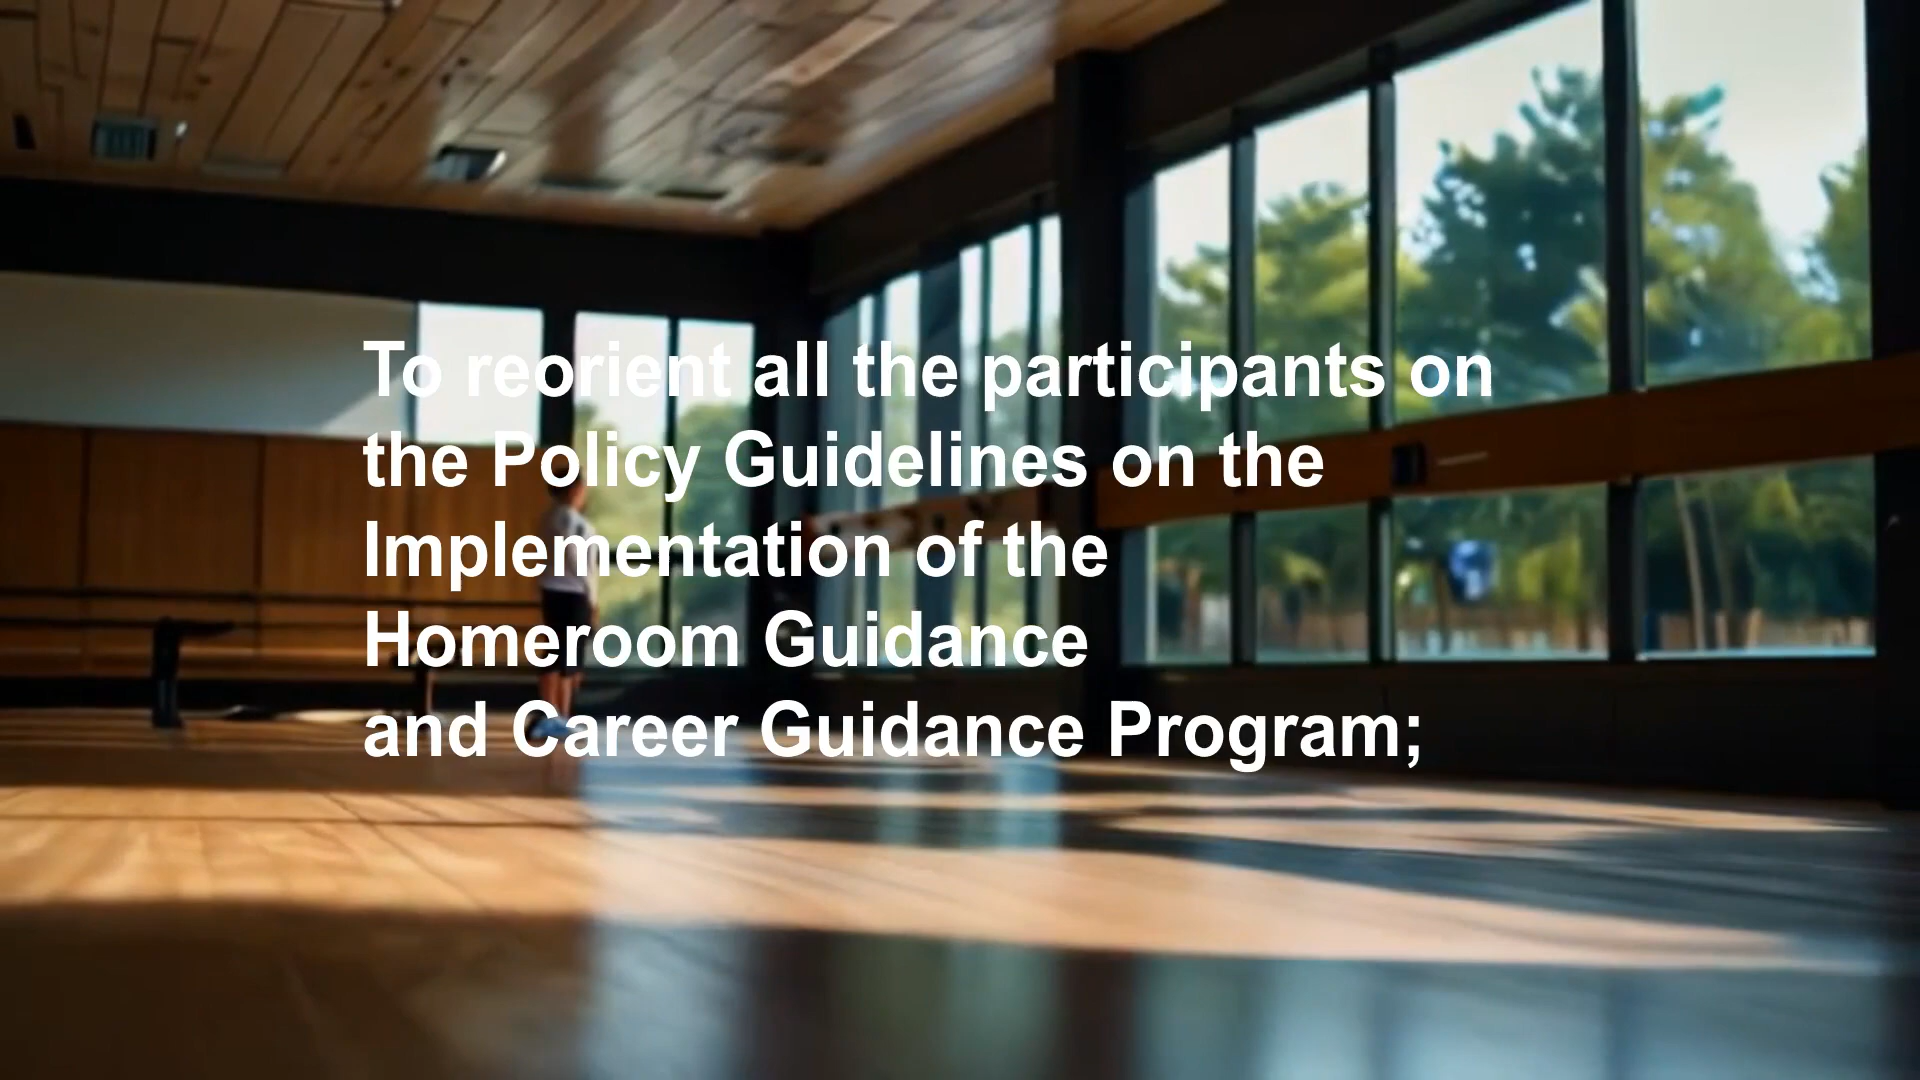 To reorient all the participants on
the Policy Guidelines on the
Implementation of the
Homeroom Guidance
and Career Guidance Program;